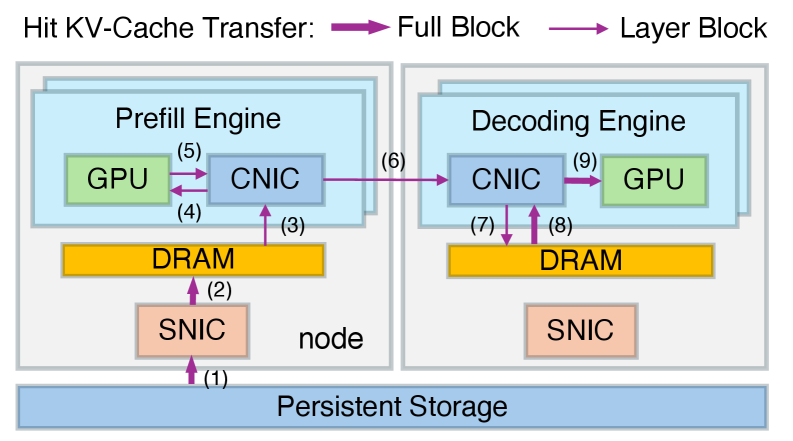 Hit KV-Cache Transfer: Full Block Layer Block
Prefill Engine
Decoding Engine
(5)
(6)
(9)
GPU
CNIC
CNIC
GPU
(4)
(3)
(7)
(8)
DRAM
DRAM
(2)
SNIC
node
SNIC
(1)
Persistent Storage